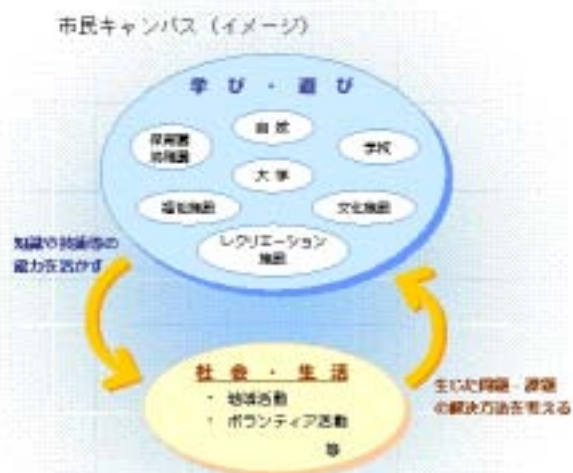 市民キャンパス（イメージ）
学び・遊び
保育園
幼稚園
自然
学校
大学
福祉施設
文化施設
レクリエーション
施設
知識や技術等の
能力を活かす
社会・生活
・ 地域活動
・ ボランティア活動
等
生じた問題・課題
の解決方法を考える